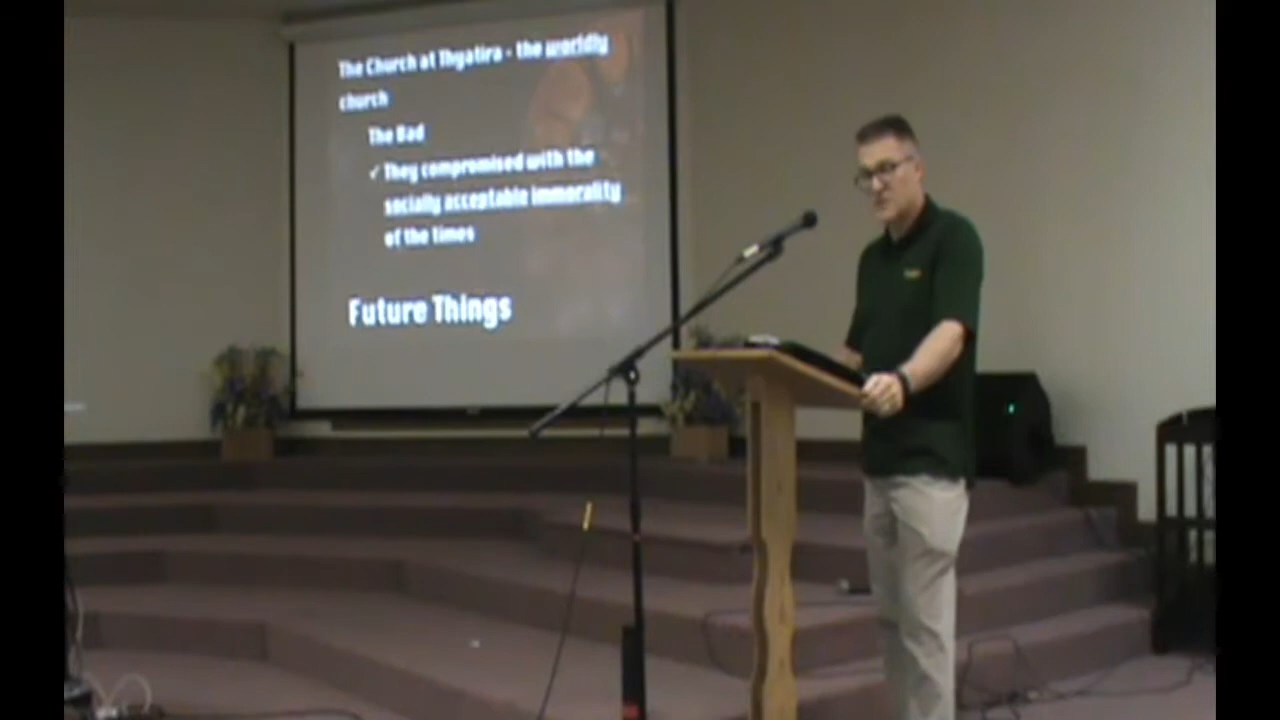 The Church at Thyatira - the worldly
church
The Bad
✓ They compromised with the
socially acceptable immorality
of the times
Future Things